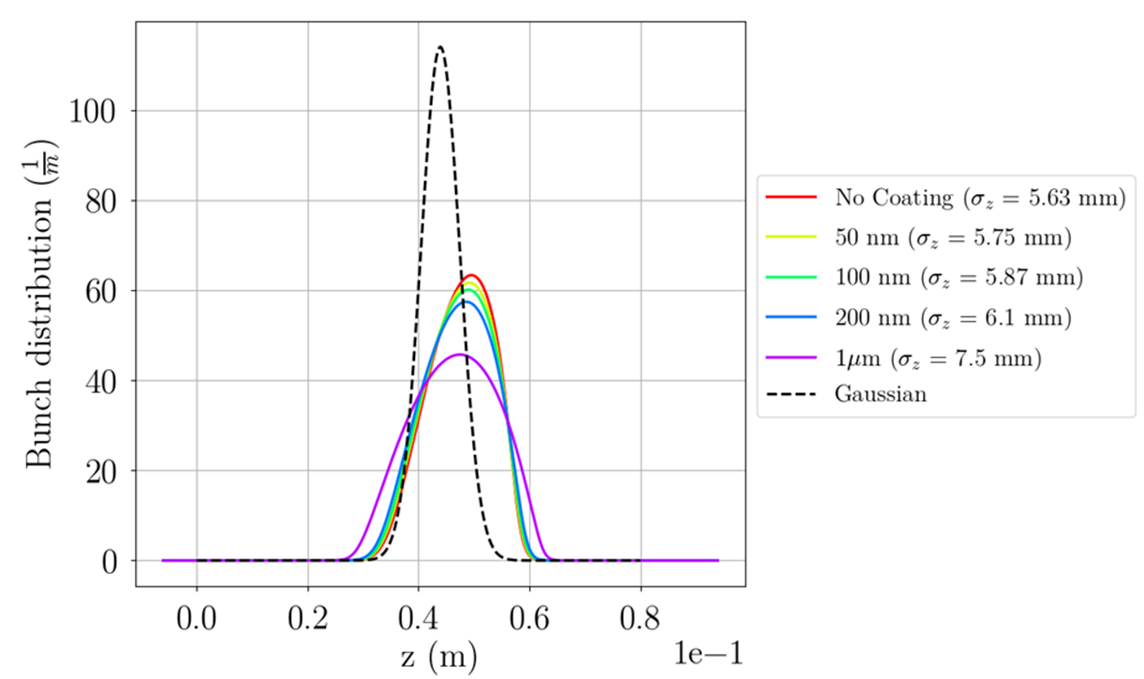 Bunch distribution (1/m)
100
80
60
40
20
0
0.0 0.2 0.4 0.6 0.8
1e−1
z (m)
No Coating (σz = 5.63 mm)
50 nm (σz = 5.75 mm)
100 nm (σz = 5.87 mm)
200 nm (σz = 6.1 mm)
1μm (σz = 7.5 mm)
Gaussian